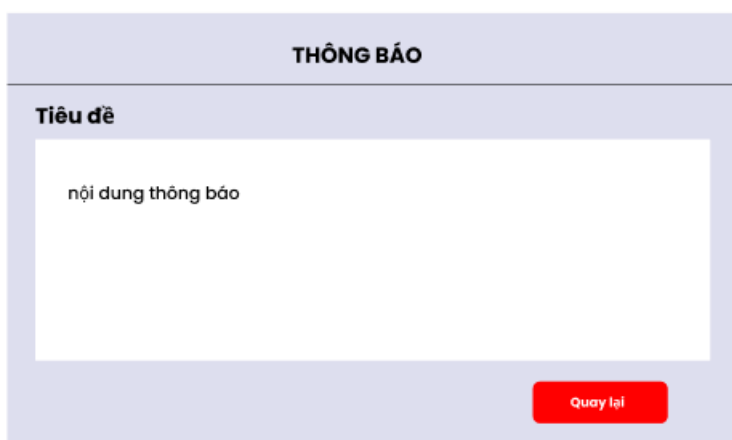 THÔNG BÁO
Tiêu đề
nội dung thông báo
Quay lại